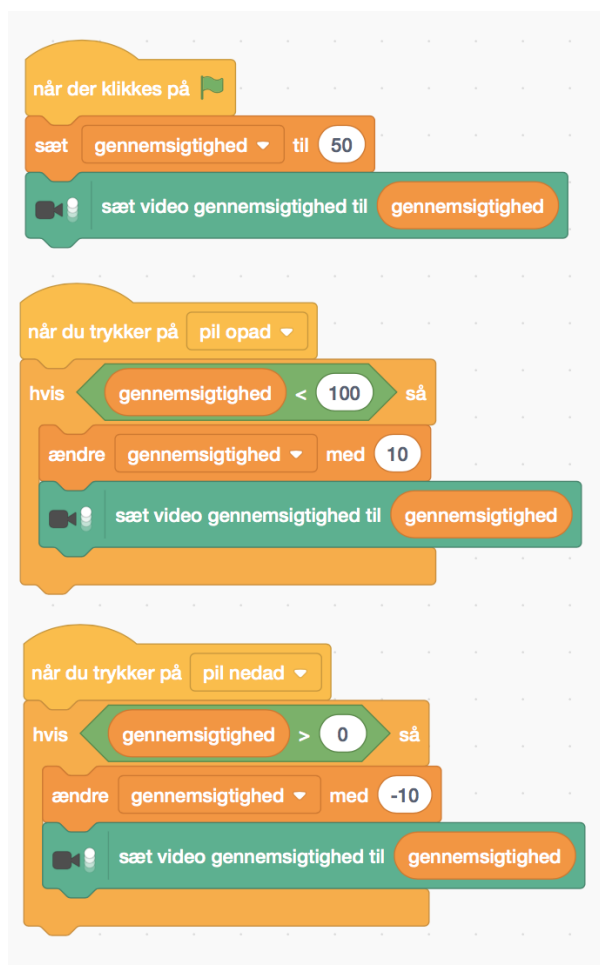 når der klikkes på
sæt gennemsigtighed til 50
sæt video gennemsigtighed til gennemsigtighed
når du trykker på pil opad
hvis gennemsigtighed < 100 så
ændre gennemsigtighed med 10
sæt video gennemsigtighed til gennemsigtighed
når du trykker på pil nedad
hvis gennemsigtighed > 0 så
ændre gennemsigtighed med -10
sæt video gennemsigtighed til gennemsigtighed